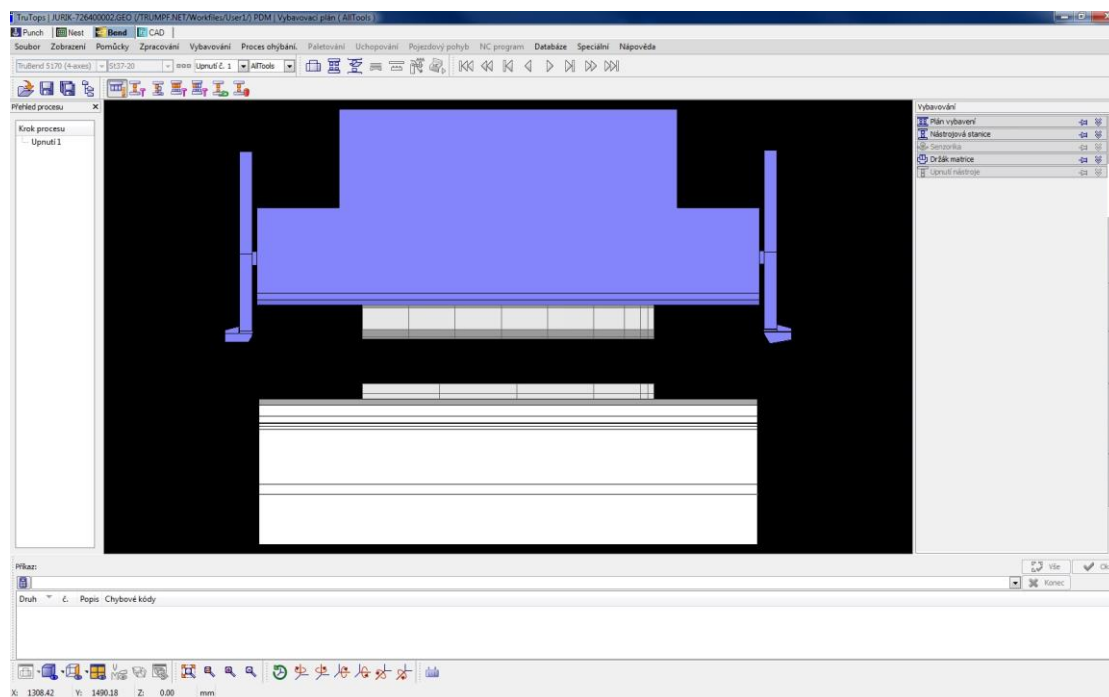 TruTops | JURIK-726400002.GEO (/TRUMPF.NET/Workfiles/User1/) PDM | Vybavovací plán ( AllTools )
Punch Nest Bend CAD
Soubor Zobrazení Pomůcky Zpracování Vybavování Proces ohýbání. Paletování Uchopování Pojezdový pohyb NC program Databáze Speciální Nápověda
TruBend 5170 (4-axes) St37-20 Upnutí č. 1 AllTools
Přehled procesu x
Vybavování
Krok procesu
Upnutí 1
Plán vybavení
Nástrojová stanice
Senzorika
Držák matrice
Upnutí nástroje
Příkaz:
Vše Ok
Konec
Druh č. Popis Chybové kódy
X: 1308.42 Y: 1490.18 Z: 0.00 mm